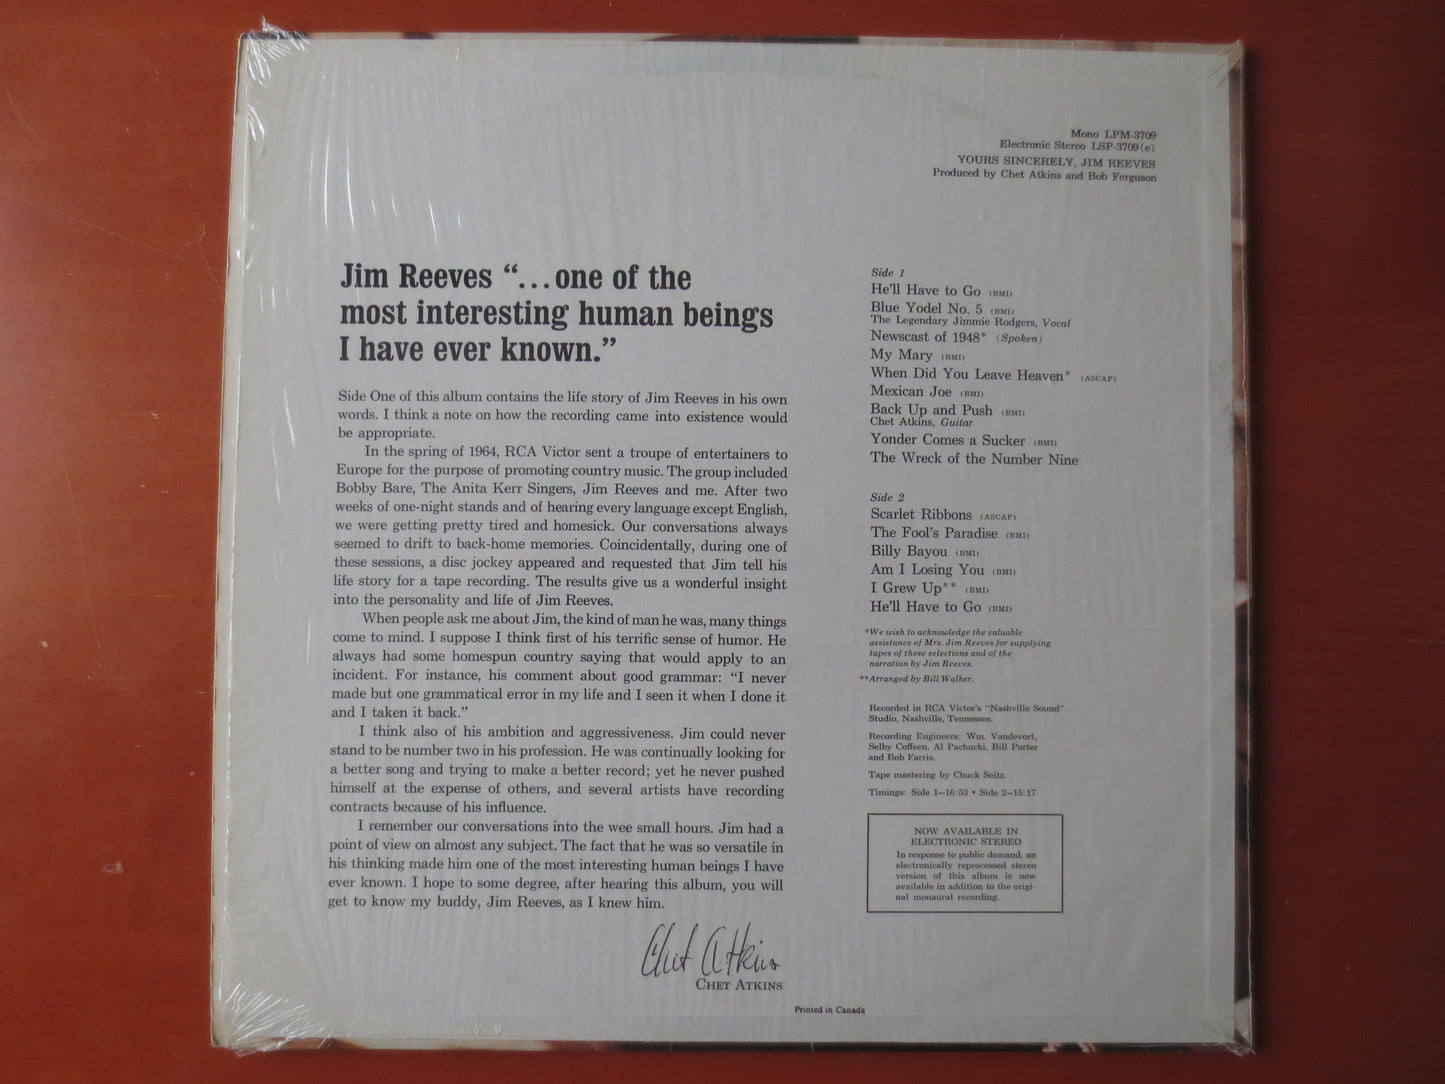 Mono LPM-3709
Electronic Stereo LSP-3709(e)
YOURS SINCERELY, JIM REEVES
Produced by Chet Atkins and Bob Ferguson
Jim Reeves “...one of the
most interesting human beings
I have ever known.”
Side One of this album contains the life story of Jim Reeves in his own
words. I think a note on how the recording came into existence would
be appropriate.
In the spring of 1964, RCA Victor sent a troupe of entertainers to
Europe for the purpose of promoting country music. The group included
Bobby Bare, The Anita Kerr Singers, Jim Reeves and me. After two
weeks of one-night stands and of hearing every language except English,
we were getting pretty tired and homesick. Our conversations always
seemed to drift to back-home memories. Coincidentally, during one of
these sessions, a disc jockey appeared and requested that Jim tell his
life story for a tape recording. The results give us a wonderful insight
into the personality and life of Jim Reeves.
When people ask me about Jim, the kind of man he was, many things
come to mind. I suppose I think first of his terrific sense of humor. He
always had some homespun country saying that would apply to an
incident. For instance, his comment about good grammar: “I never
made but one grammatical error in my life and I seen it when I done it
and I taken it back.”
I think also of his ambition and aggressiveness. Jim could never
stand to be number two in his profession. He was continually looking for
a better song and trying to make a better record; yet he never pushed
himself at the expense of others, and several artists have recording
contracts because of his influence.
I remember our conversations into the wee small hours. Jim had a
point of view on almost any subject. The fact that he was so versatile in
his thinking made him one of the most interesting human beings I have
ever known. I hope to some degree, after hearing this album, you will
get to know my buddy, Jim Reeves, as I knew him.
Chet Atkins
CHET ATKINS
Side 1
He'll Have to Go (BMI)
Blue Yodel No. 5 (BMI)
The Legendary Jimmie Rodgers, Vocal
Newscast of 1948* (Spoken)
My Mary (BMI)
When Did You Leave Heaven* (ASCAP)
Mexican Joe (BMI)
Back Up and Push (BMI)
Chet Atkins, Guitar
Yonder Comes a Sucker (BMI)
The Wreck of the Number Nine
Side 2
Scarlet Ribbons (ASCAP)
The Fool's Paradise (BMI)
Billy Bayou (BMI)
Am I Losing You (BMI)
I Grew Up** (BMI)
He'll Have to Go (BMI)
*We wish to acknowledge the valuable
assistance of Mrs. Jim Reeves for supplying
tapes of these selections and of the
narration by Jim Reeves.
**Arranged by Bill Walker.
Recorded in RCA Victor's “Nashville Sound”
Studio, Nashville, Tennessee.
Recording Engineers: Wm. Vandevort,
Selby Coffeen, Al Pachucki, Bill Porter
and Bob Farris.
Tape mastering by Chuck Seitz.
Timings: Side 1—16:53 • Side 2—15:17
NOW AVAILABLE IN
ELECTRONIC STEREO
In response to public demand, an
electronically reprocessed stereo
version of this album is now
available in addition to the origi-
nal monaural recording.
Printed in Canada